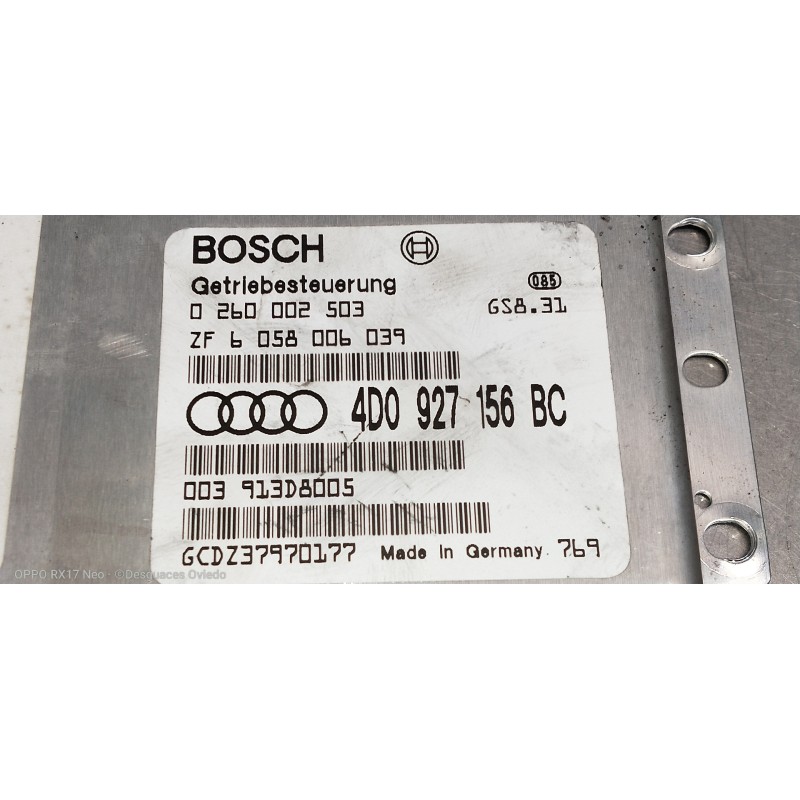 BOSCH
Getriebesteuerung
085
0 260 002 503
GS8.31
ZF 6 058 006 039
4D0 927 156 BC
003 913D8005
GCDZ37970177 Made in Germany 769
OPPO RX17 Neo · ©Desguaces Oviedo